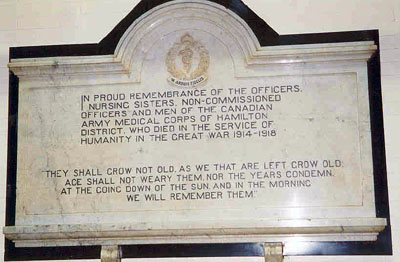 IN ARDUIS FIDELIS
IN PROUD REMEMBRANCE OF THE OFFICERS,
NURSING SISTERS, NON-COMMISSIONED
OFFICERS AND MEN OF THE CANADIAN
ARMY MEDICAL CORPS OF HAMILTON
DISTRICT, WHO DIED IN THE SERVICE OF
HUMANITY IN THE GREAT WAR 1914-1918
"THEY SHALL GROW NOT OLD, AS WE THAT ARE LEFT GROW OLD:
AGE SHALL NOT WEARY THEM, NOR THE YEARS CONDEMN.
AT THE GOING DOWN OF THE SUN, AND IN THE MORNING
WE WILL REMEMBER THEM."